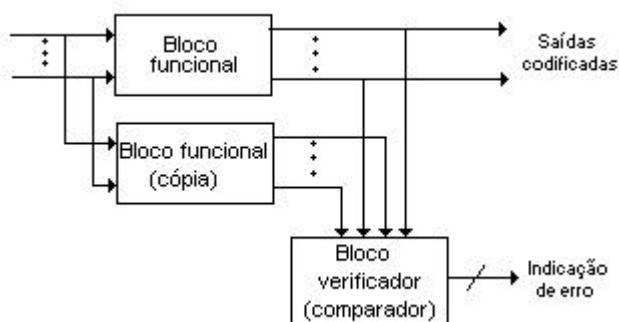 Bloco
funcional
Saídas
codificadas
Bloco funcional
(cópia)
Bloco
verificador
(comparador)
Indicação
de erro